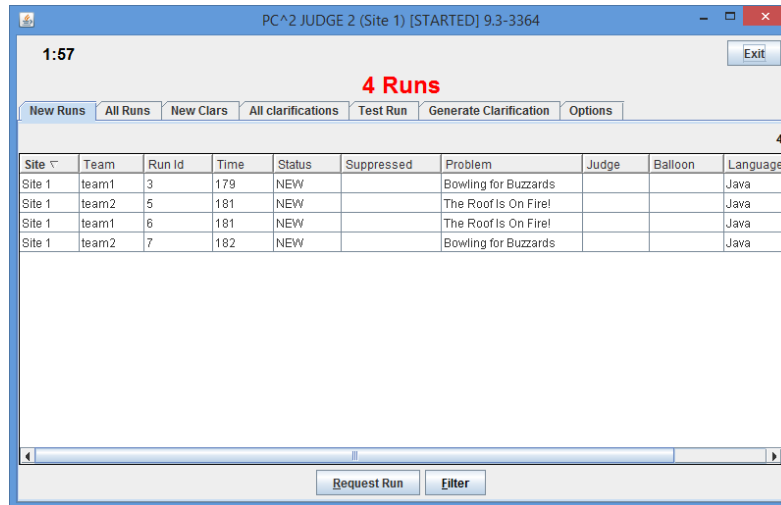 PC^2 JUDGE 2 (Site 1) [STARTED] 9.3-3364
1:57 Exit
4 Runs
New Runs All Runs New Clars All clarifications Test Run Generate Clarification Options
4
Site Team Run Id Time Status Suppressed Problem Judge Balloon Language
Site 1 team1 3 179 NEW Bowling for Buzzards Java
Site 1 team2 5 181 NEW The Roof Is On Fire! Java
Site 1 team1 6 181 NEW The Roof Is On Fire! Java
Site 1 team2 7 182 NEW Bowling for Buzzards Java
Request Run Filter